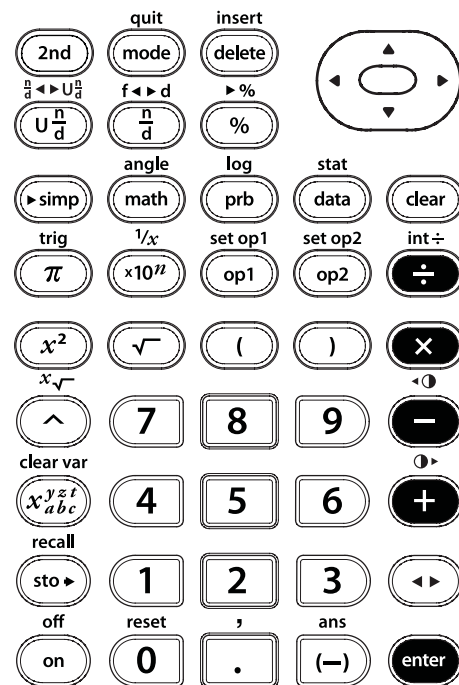 quit insert
2nd mode delete
n/d ◂▸ U n/d f ◂▸ d ▸ %
U n/d n/d %
angle log stat
▸simp math prb data clear
trig 1/x set op1 set op2 int÷
π ×10ⁿ op1 op2 ÷
x² √ ( ) ×
x√
^ 7 8 9 −
clear var
x y z t a b c 4 5 6 +
recall
sto ▸ 1 2 3 ◂ ▸
off reset , ans
on 0 . (−) enter